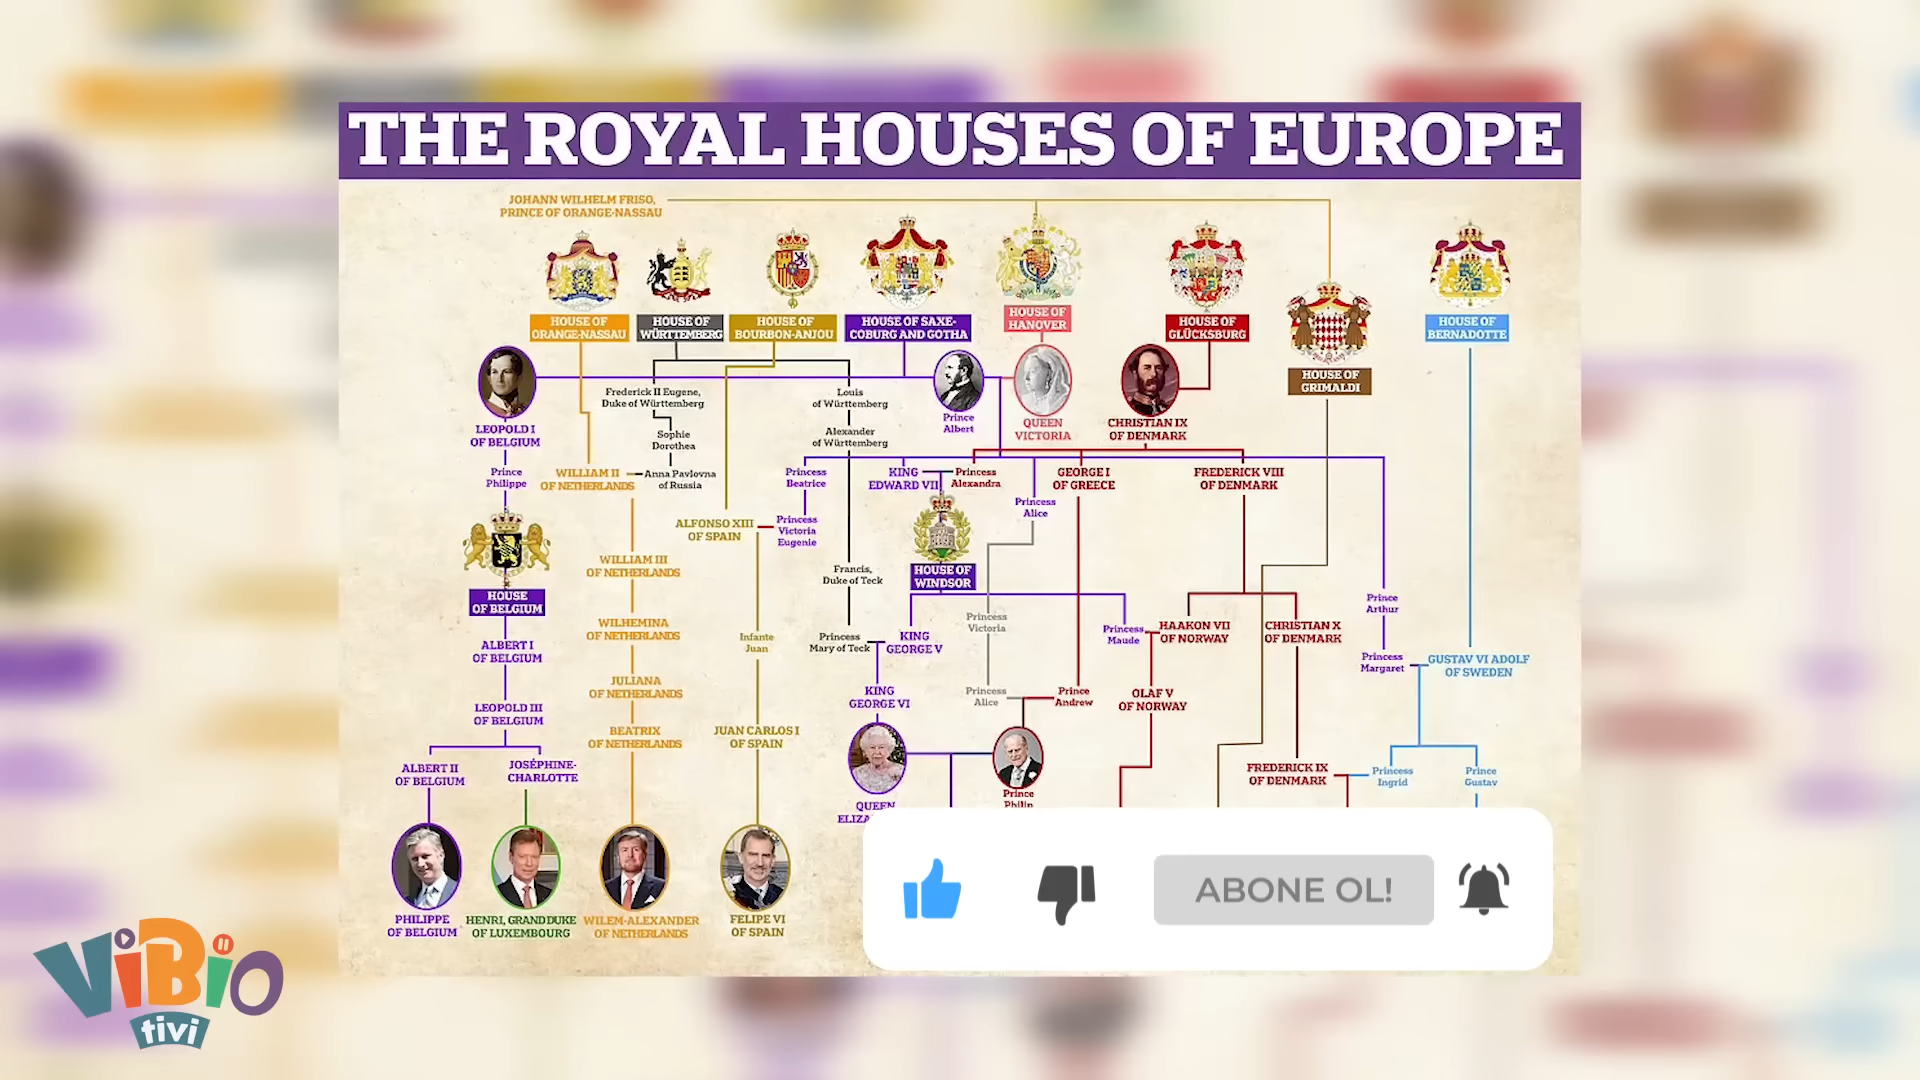 THE ROYAL HOUSES OF EUROPE
JOHANN WILHELM FRISO,
PRINCE OF ORANGE-NASSAU
HOUSE OF
ORANGE-NASSAU
HOUSE OF
WÜRTTEMBERG
HOUSE OF
BOURBON-ANJOU
HOUSE OF SAXE-
COBURG AND GOTHA
HOUSE OF
HANOVER
HOUSE OF
GLÜCKSBURG
HOUSE OF
GRIMALDI
HOUSE OF
BERNADOTTE
LEOPOLD I
OF BELGIUM
Frederick II Eugene,
Duke of Württemberg
Louis
of Württemberg
Prince
Albert
QUEEN
VICTORIA
CHRISTIAN IX
OF DENMARK
Sophie
Dorothea
Alexander
of Württemberg
Prince
Philippe
WILLIAM II
OF NETHERLANDS
Anna Pavlovna
of Russia
Princess
Beatrice
KING
EDWARD VII
Princess
Alexandra
GEORGE I
OF GREECE
FREDERICK VIII
OF DENMARK
Princess
Alice
ALFONSO XIII
OF SPAIN
Princess
Victoria
Eugenie
WILLIAM III
OF NETHERLANDS
Francis,
Duke of Teck
HOUSE OF
WINDSOR
HOUSE
OF BELGIUM
Prince
Arthur
WILHEMINA
OF NETHERLANDS
Princess
Victoria
ALBERT I
OF BELGIUM
Infante
Juan
Princess
Mary of Teck
KING
GEORGE V
Princess
Maude
HAAKON VII
OF NORWAY
CHRISTIAN X
OF DENMARK
Princess
Margaret
GUSTAV VI ADOLF
OF SWEDEN
JULIANA
OF NETHERLANDS
KING
GEORGE VI
Princess
Alice
Prince
Andrew
OLAF V
OF NORWAY
LEOPOLD III
OF BELGIUM
BEATRIX
OF NETHERLANDS
JUAN CARLOS I
OF SPAIN
ALBERT II
OF BELGIUM
JOSÉPHINE-
CHARLOTTE
FREDERICK IX
OF DENMARK
Princess
Ingrid
Prince
Gustav
QUEEN
Prince
Philip
PHILIPPE
OF BELGIUM
HENRI, GRAND DUKE
OF LUXEMBOURG
WILEM-ALEXANDER
OF NETHERLANDS
FELIPE VI
OF SPAIN
ABONE OL!
ViBiO
tivi